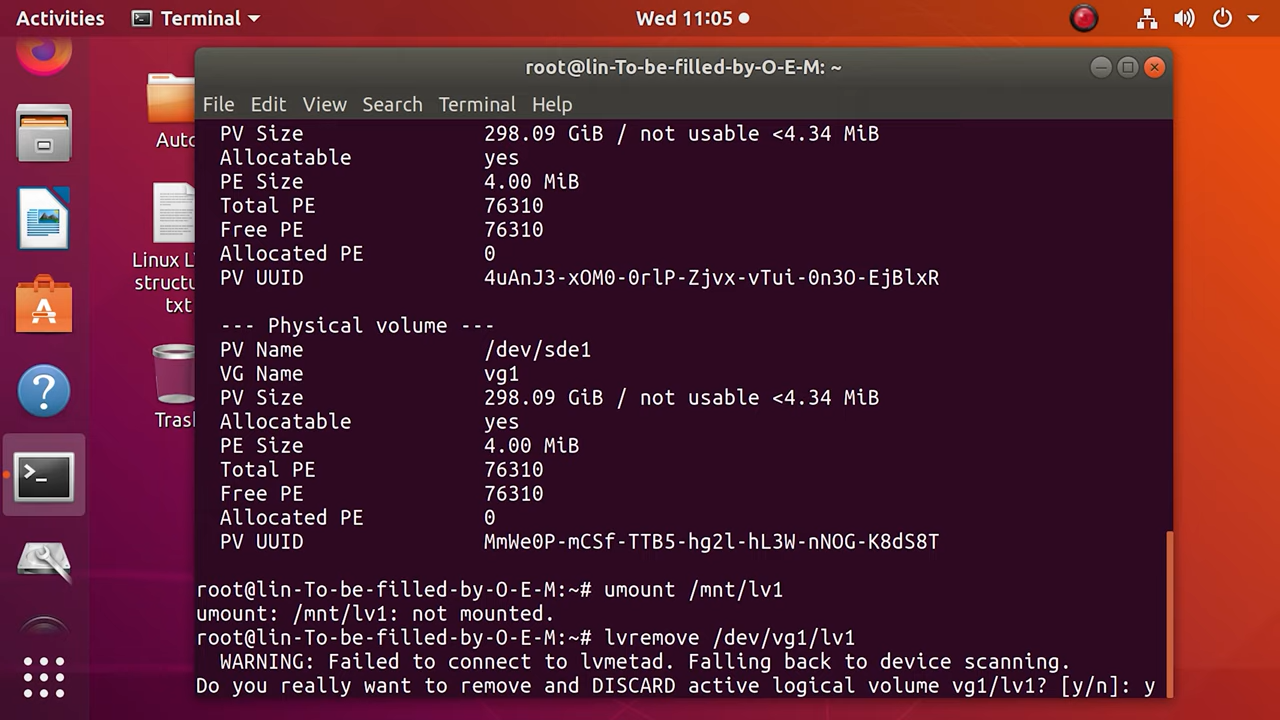 Activities
Terminal
Wed 11:05
root@lin-To-be-filled-by-O-E-M: ~
File Edit View Search Terminal Help
PV Size 298.09 GiB / not usable <4.34 MiB
Allocatable yes
PE Size 4.00 MiB
Total PE 76310
Free PE 76310
Allocated PE 0
PV UUID 4uAnJ3-xOM0-0rlP-Zjvx-vTui-0n3O-EjBlxR
--- Physical volume ---
PV Name /dev/sde1
VG Name vg1
PV Size 298.09 GiB / not usable <4.34 MiB
Allocatable yes
PE Size 4.00 MiB
Total PE 76310
Free PE 76310
Allocated PE 0
PV UUID MmWe0P-mCSf-TTB5-hg2l-hL3W-nNOG-K8dS8T
root@lin-To-be-filled-by-O-E-M:~# umount /mnt/lv1
umount: /mnt/lv1: not mounted.
root@lin-To-be-filled-by-O-E-M:~# lvremove /dev/vg1/lv1
WARNING: Failed to connect to lvmetad. Falling back to device scanning.
Do you really want to remove and DISCARD active logical volume vg1/lv1? [y/n]: y
Auto
Linux L
structu
txt
Tras